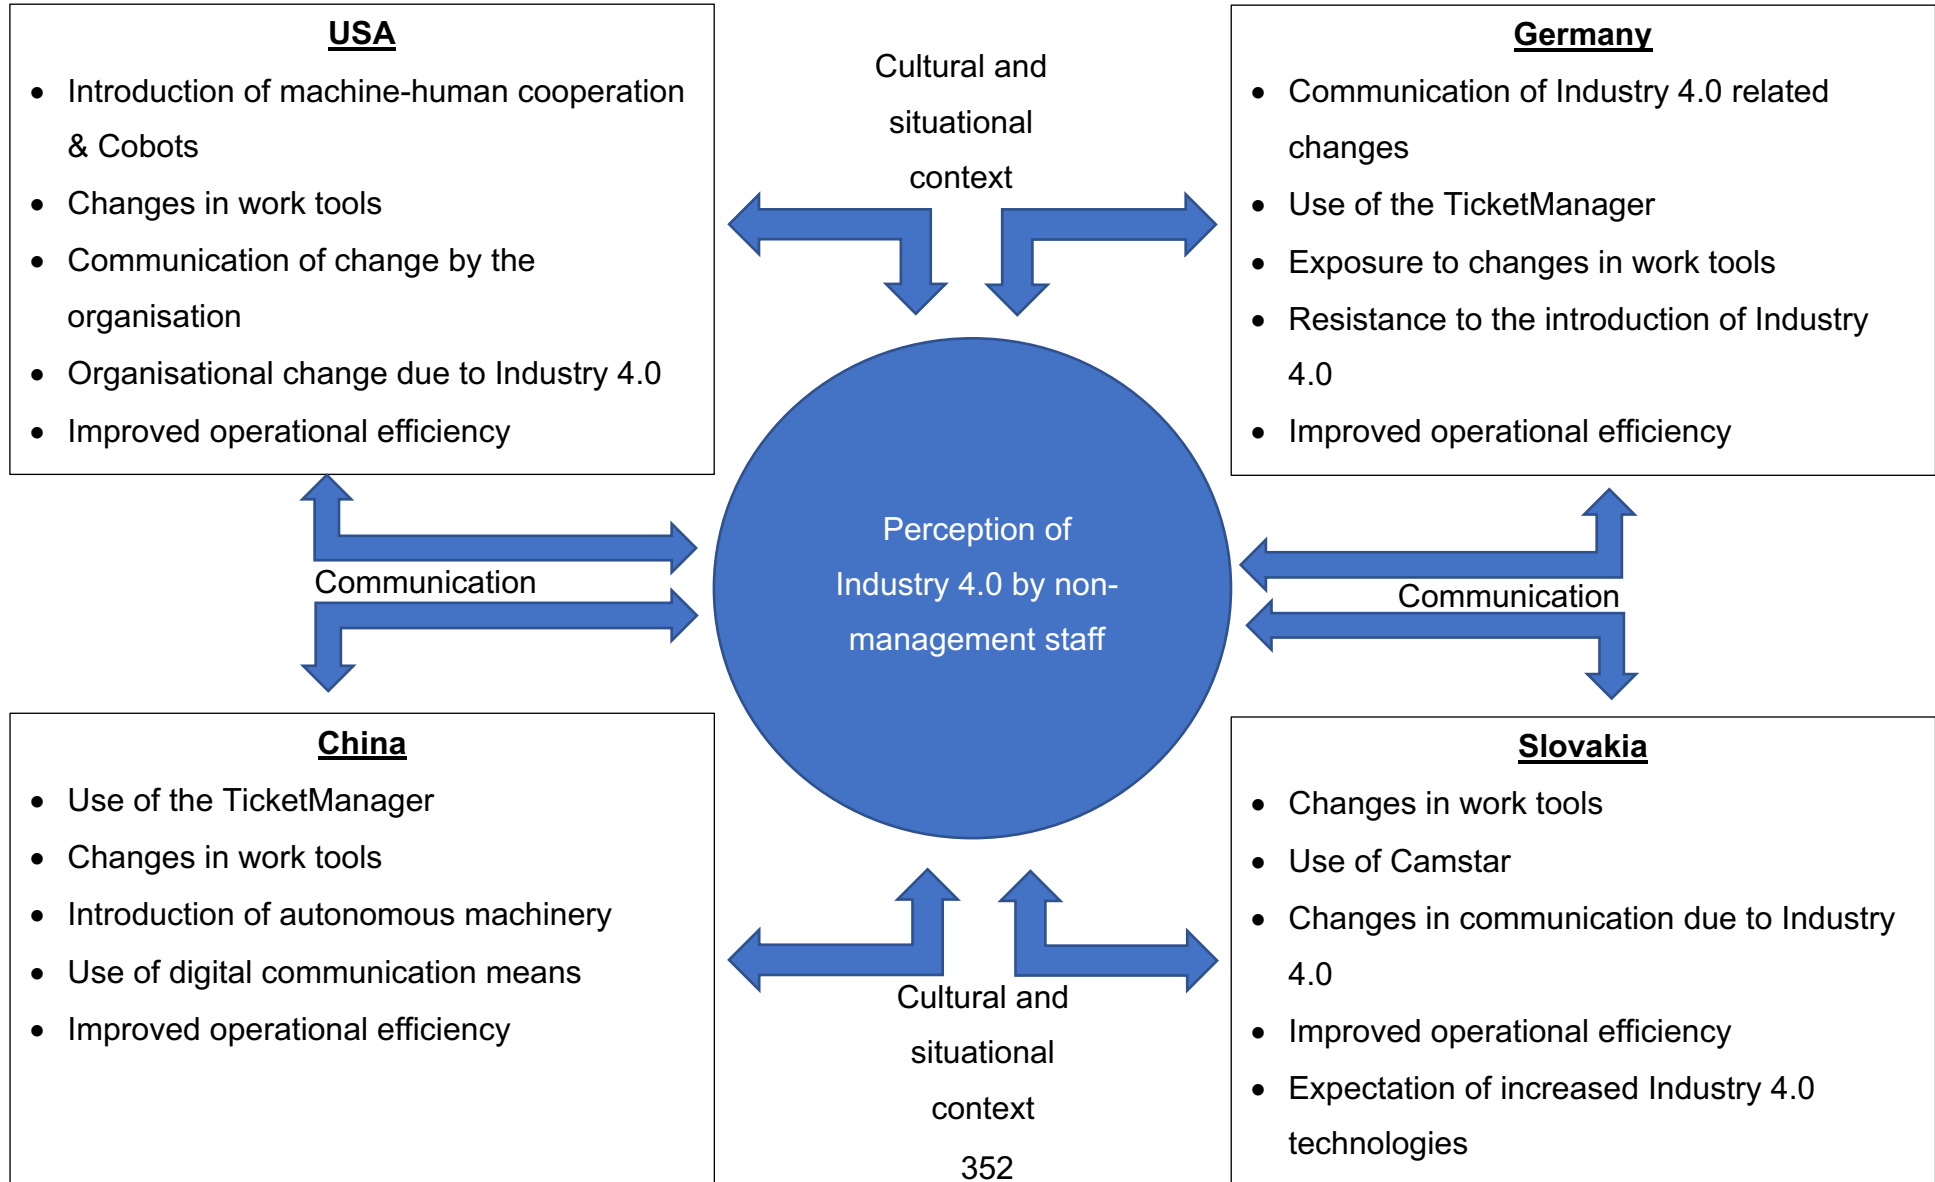 USA
• Introduction of machine-human cooperation
& Cobots
• Changes in work tools
• Communication of change by the
organisation
• Organisational change due to Industry 4.0
• Improved operational efficiency
Cultural and
situational
context
Germany
• Communication of Industry 4.0 related
changes
• Use of the TicketManager
• Exposure to changes in work tools
• Resistance to the introduction of Industry
4.0
• Improved operational efficiency
Communication
Perception of
Industry 4.0 by non-
management staff
Communication
China
• Use of the TicketManager
• Changes in work tools
• Introduction of autonomous machinery
• Use of digital communication means
• Improved operational efficiency
Cultural and
situational
context
352
Slovakia
• Changes in work tools
• Use of Camstar
• Changes in communication due to Industry
4.0
• Improved operational efficiency
• Expectation of increased Industry 4.0
technologies